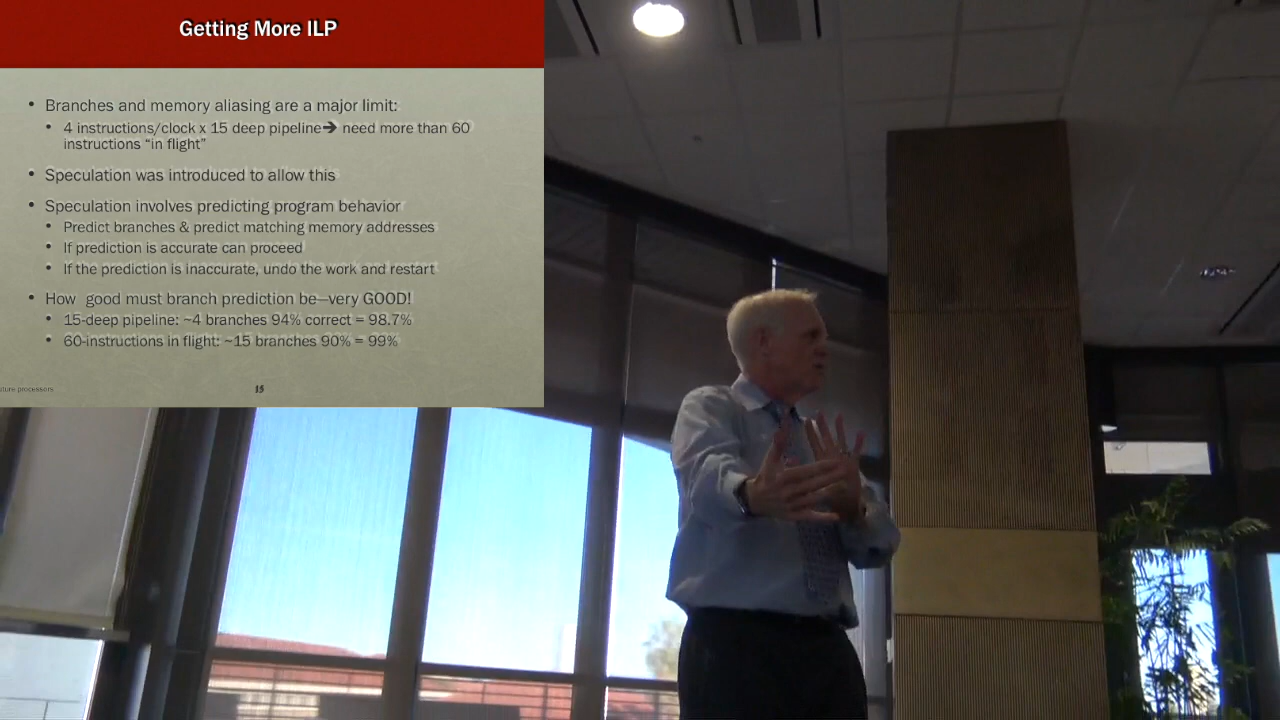 Getting More ILP
• Branches and memory aliasing are a major limit:
• 4 instructions/clock x 15 deep pipeline➔ need more than 60
instructions “in flight”
• Speculation was introduced to allow this
• Speculation involves predicting program behavior
• Predict branches & predict matching memory addresses
• If prediction is accurate can proceed
• If the prediction is inaccurate, undo the work and restart
• How good must branch prediction be—very GOOD!
• 15-deep pipeline: ~4 branches 94% correct = 98.7%
• 60-instructions in flight: ~15 branches 90% = 99%
processors
15